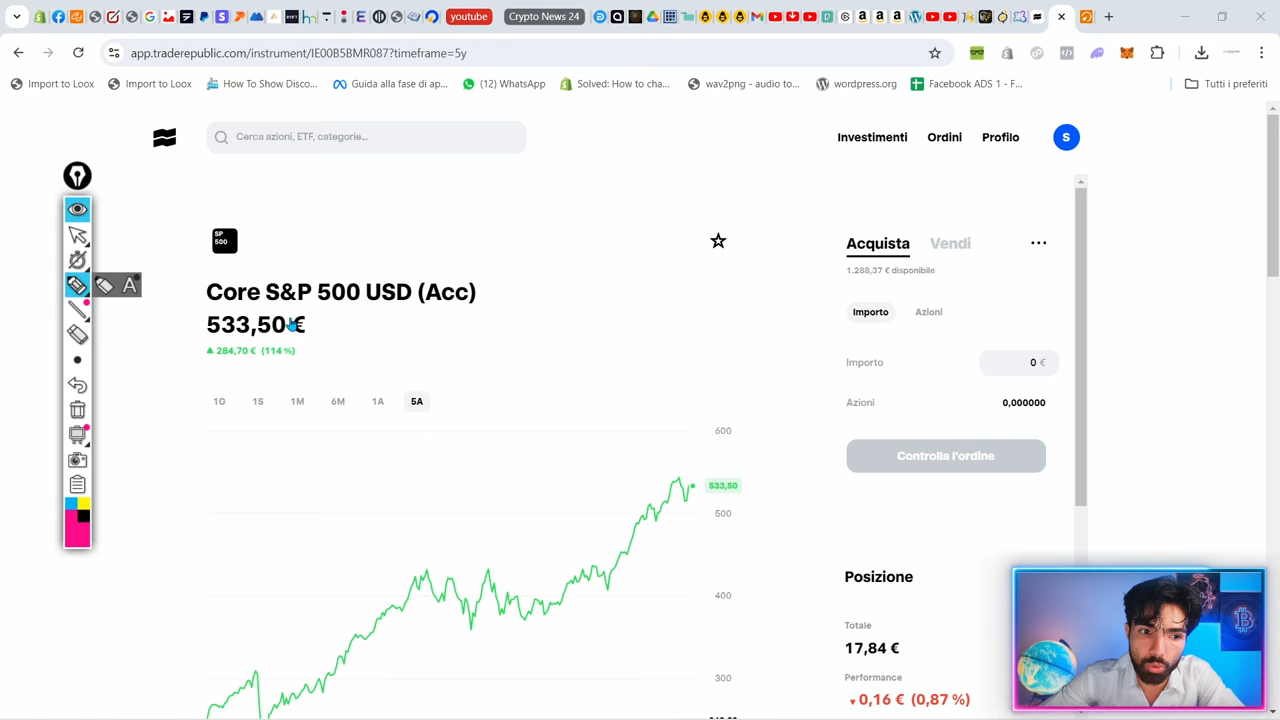 youtube
Crypto News 24
app.traderepublic.com/instrument/IE00B5BMR087?timeframe=5y
Import to Loox
Import to Loox
How To Show Disco...
Guida alla fase di ap...
(12) WhatsApp
Solved: How to cha...
wav2png - audio to...
wordpress.org
Facebook ADS 1 - F...
Tutti i preferiti
Cerca azioni, ETF, categorie...
Investimenti
Ordini
Profilo
S
SP
500
Acquista
Vendi
1.288,37 € disponibile
Core S&P 500 USD (Acc)
533,50 €
284,70 € (114 %)
Importo
Azioni
Importo
0 €
Azioni
0,000000
1G
1S
1M
6M
1A
5A
Controlla l'ordine
600
533,50
500
400
300
Posizione
Totale
17,84 €
Performance
0,16 € (0,87 %)
A